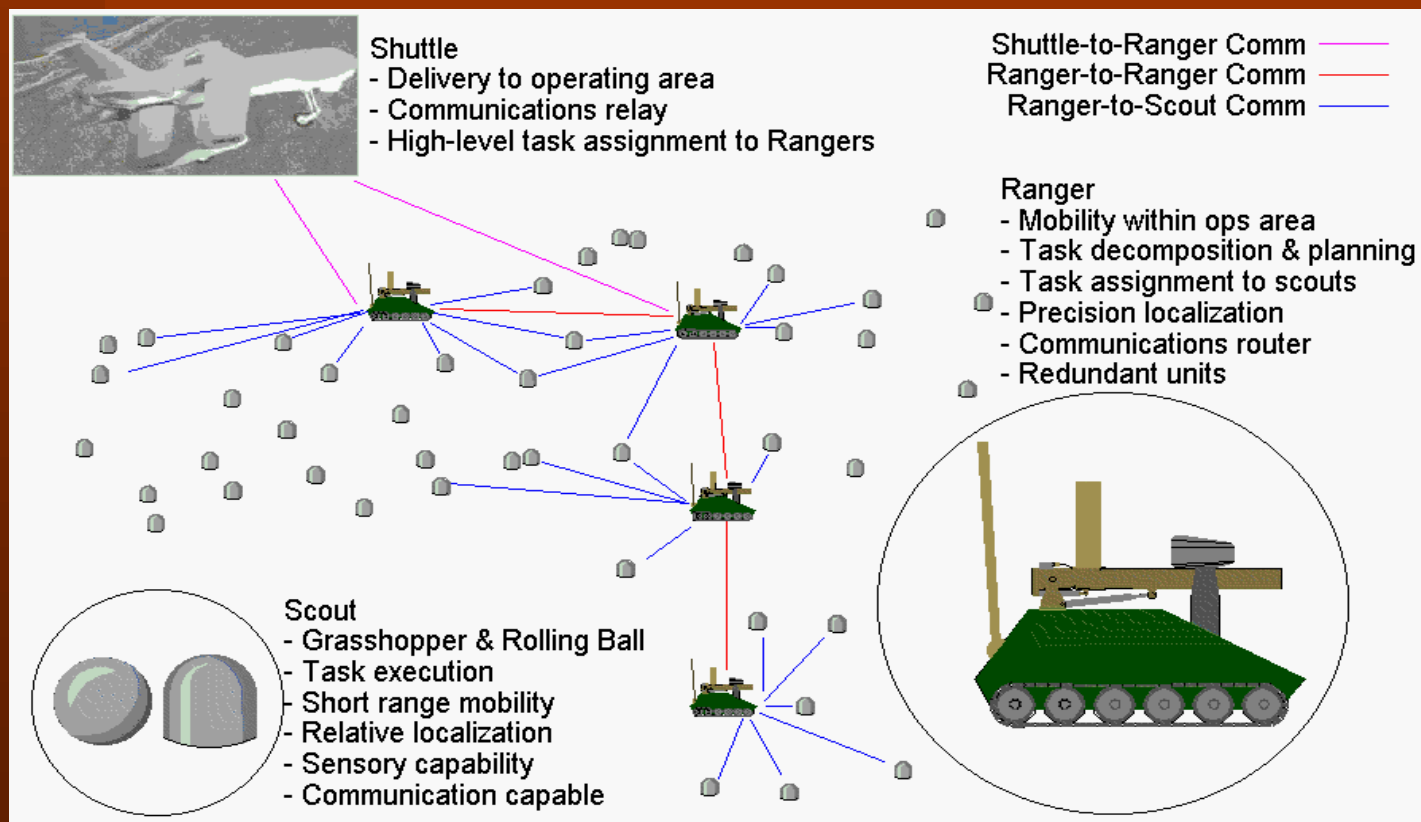 Shuttle
- Delivery to operating area
- Communications relay
- High-level task assignment to Rangers
Shuttle-to-Ranger Comm
Ranger-to-Ranger Comm
Ranger-to-Scout Comm
Ranger
- Mobility within ops area
- Task decomposition & planning
- Task assignment to scouts
- Precision localization
- Communications router
- Redundant units
Scout
- Grasshopper & Rolling Ball
- Task execution
- Short range mobility
- Relative localization
- Sensory capability
- Communication capable